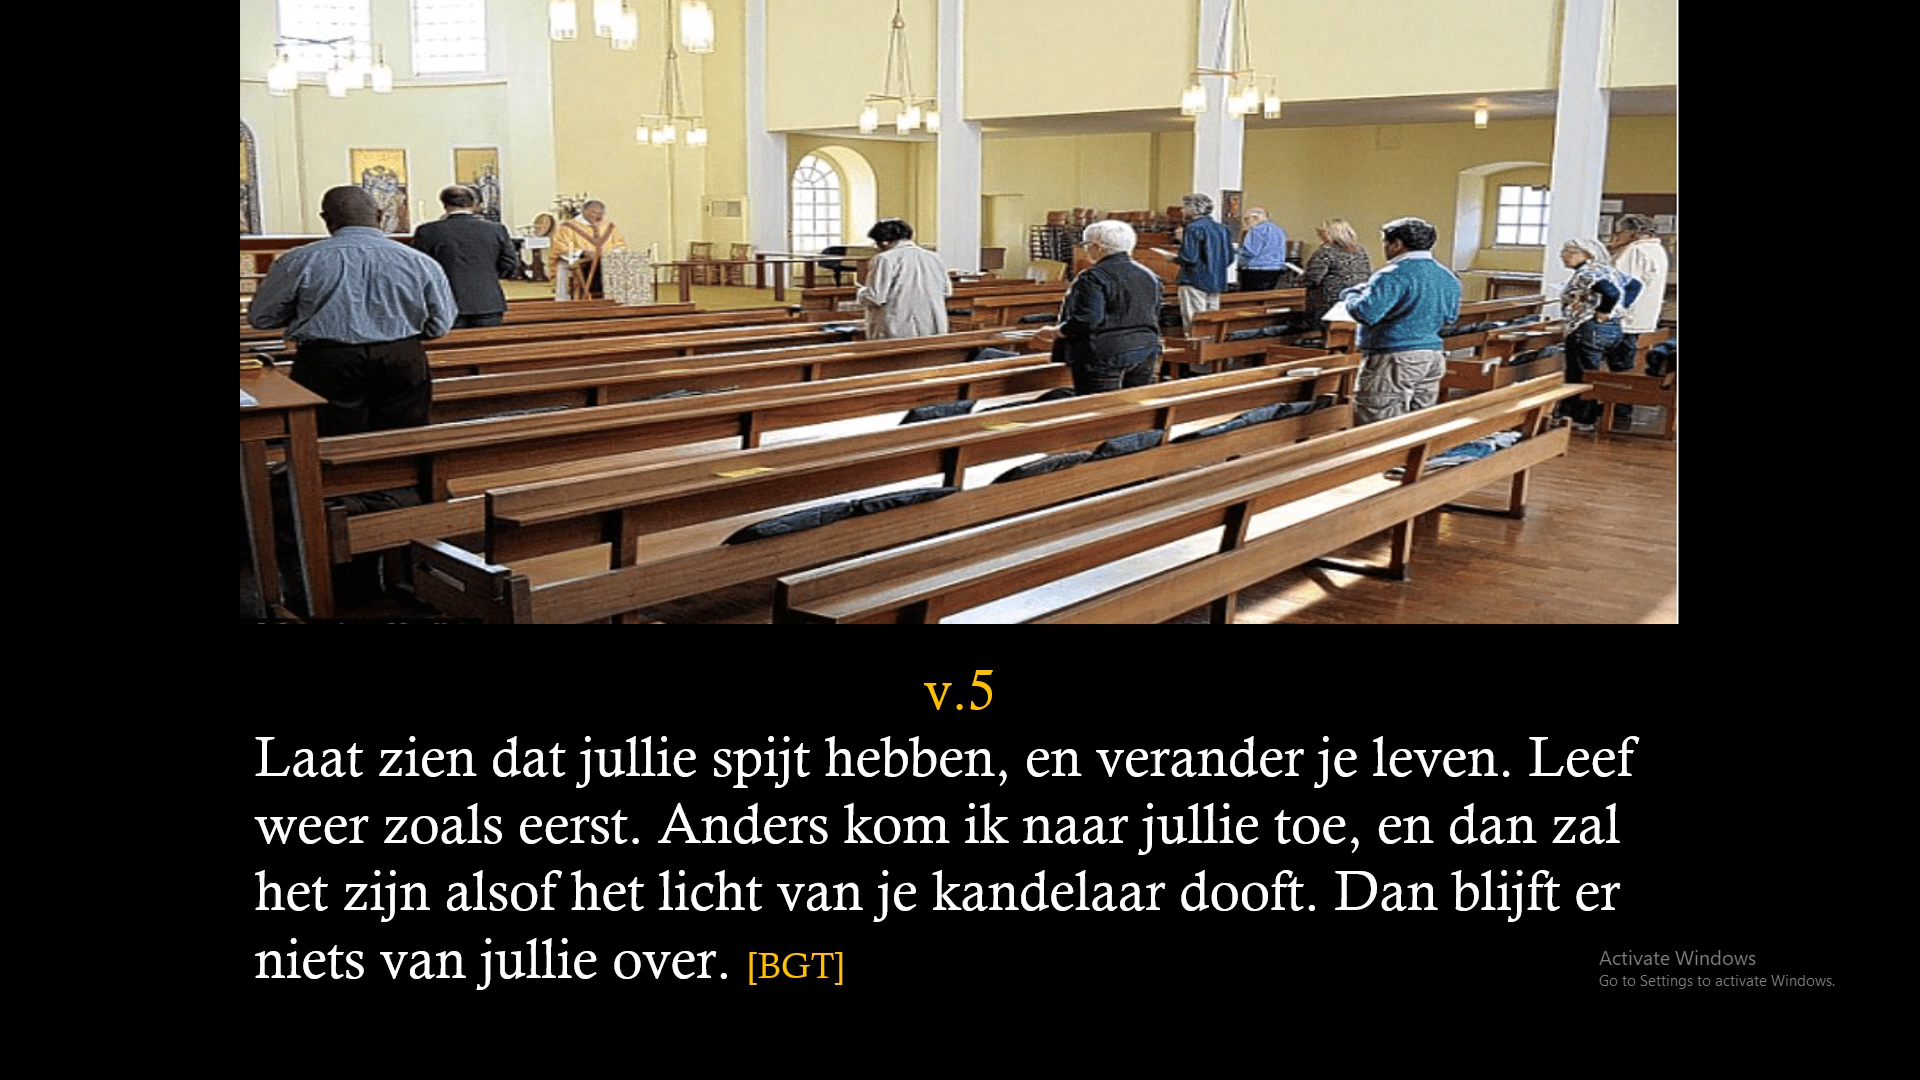 v.5
Laat zien dat jullie spijt hebben, en verander je leven. Leef
weer zoals eerst. Anders kom ik naar jullie toe, en dan zal
het zijn alsof het licht van je kandelaar dooft. Dan blijft er
niets van jullie over. [BGT]
Activate Windows
Go to Settings to activate Windows.